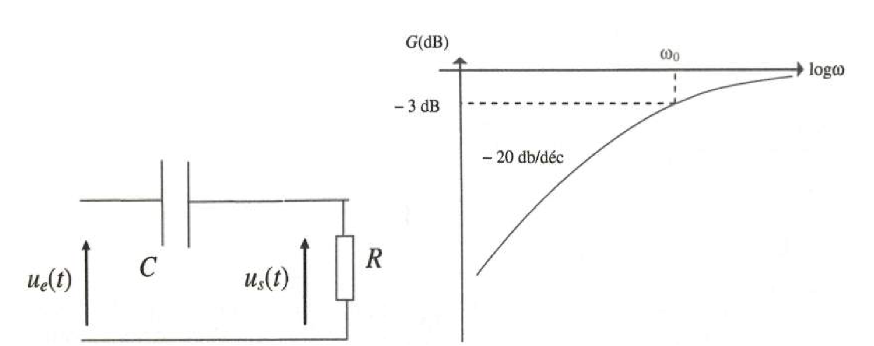 G(dB)
ω₀
logω
– 3 dB
– 20 db/déc
uₑ(t)
C
uₛ(t)
R